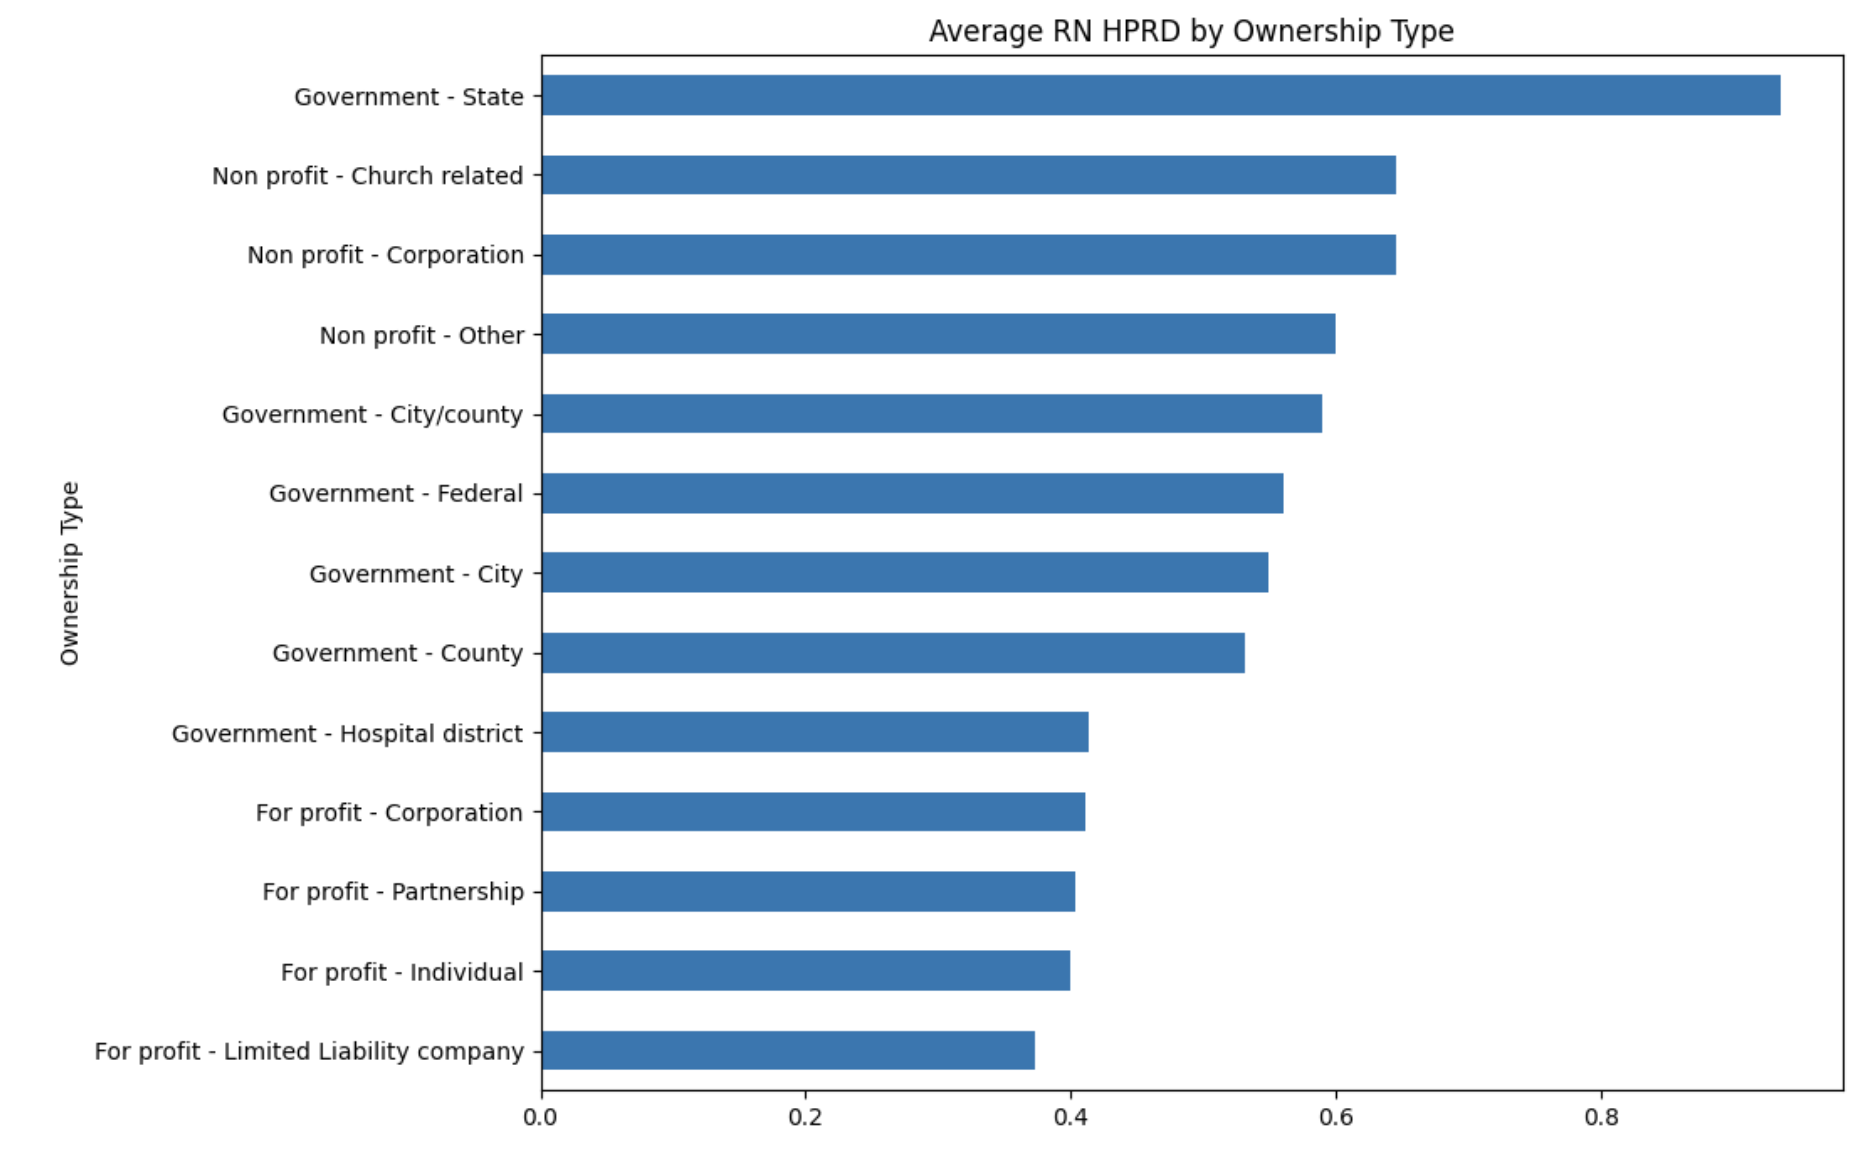 Average RN HPRD by Ownership Type
Government - State
Non profit - Church related
Non profit - Corporation
Non profit - Other
Government - City/county
Government - Federal
Government - City
Government - County
Government - Hospital district
For profit - Corporation
For profit - Partnership
For profit - Individual
For profit - Limited Liability company
Ownership Type
0.0 0.2 0.4 0.6 0.8